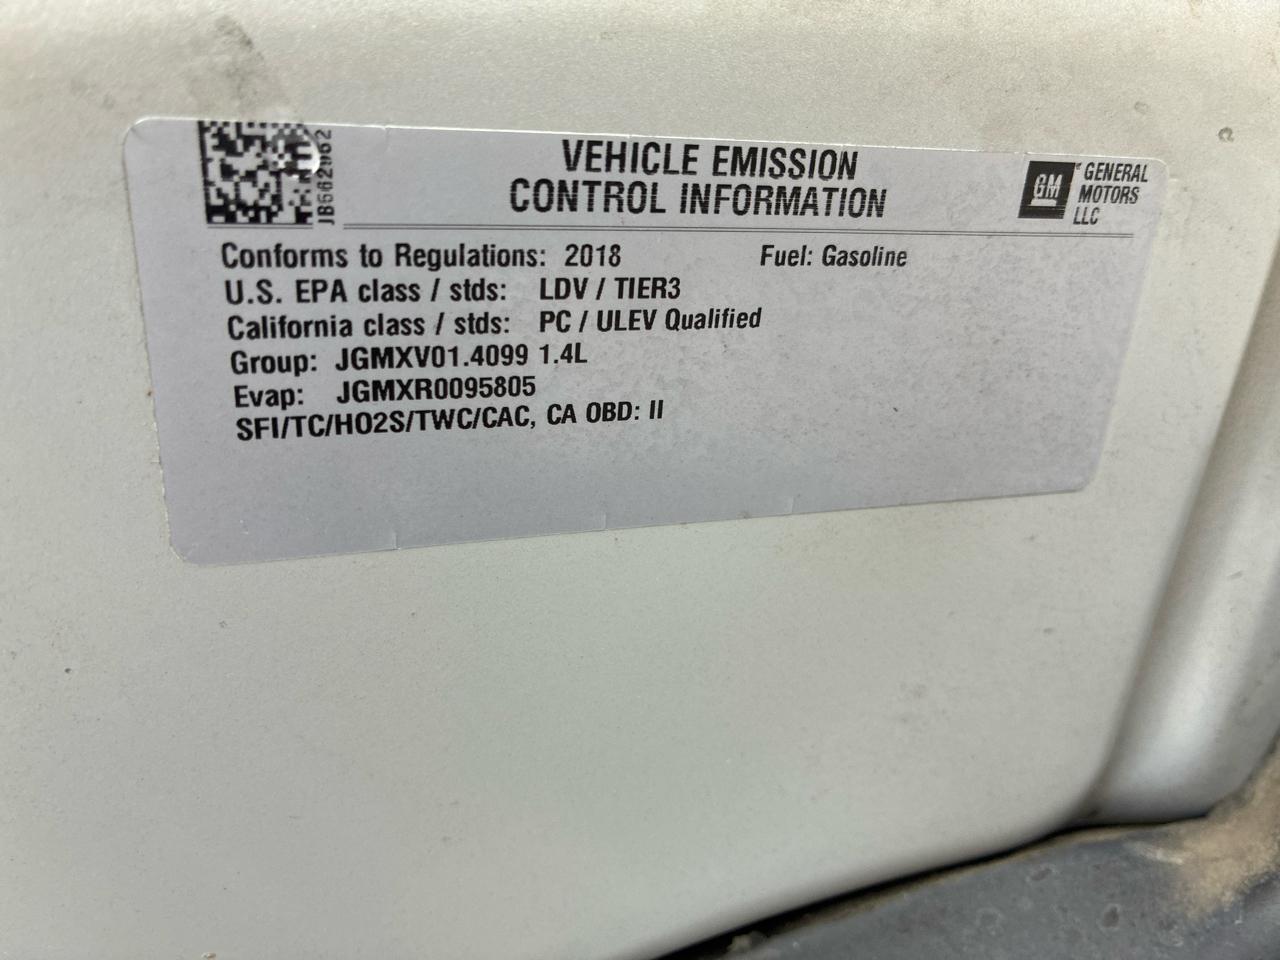 JB662962
VEHICLE EMISSION
CONTROL INFORMATION
GM
GENERAL
MOTORS
LLC
Conforms to Regulations: 2018 Fuel: Gasoline
U.S. EPA class / stds: LDV / TIER3
California class / stds: PC / ULEV Qualified
Group: JGMXV01.4099 1.4L
Evap: JGMXR0095805
SFI/TC/HO2S/TWC/CAC, CA OBD: II